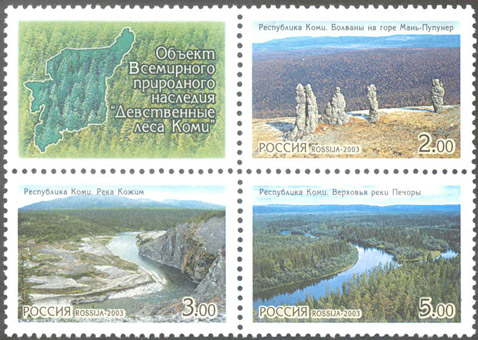 Объект
Всемирного
природного
наследия
"Девственные
леса Коми"
Республика Коми. Болваны на горе Мань-Пупунер
РОССИЯ ROSSIJA-2003 2.00
Республика Коми. Река Кожим
РОССИЯ ROSSIJA-2003 3.00
Республика Коми. Верховья реки Печоры
РОССИЯ ROSSIJA-2003 5.00